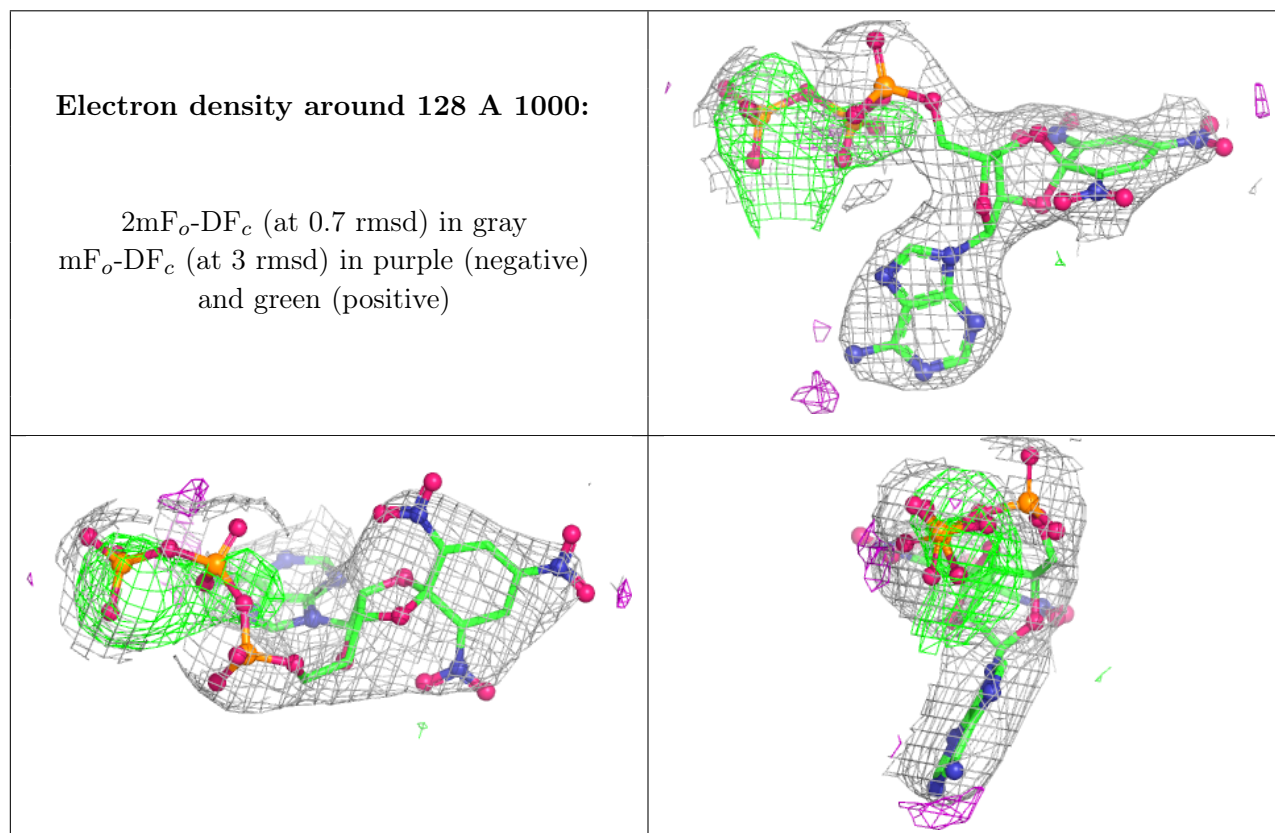 Electron density around 128 A 1000:
2mFo-DFc (at 0.7 rmsd) in gray
mFo-DFc (at 3 rmsd) in purple (negative)
and green (positive)